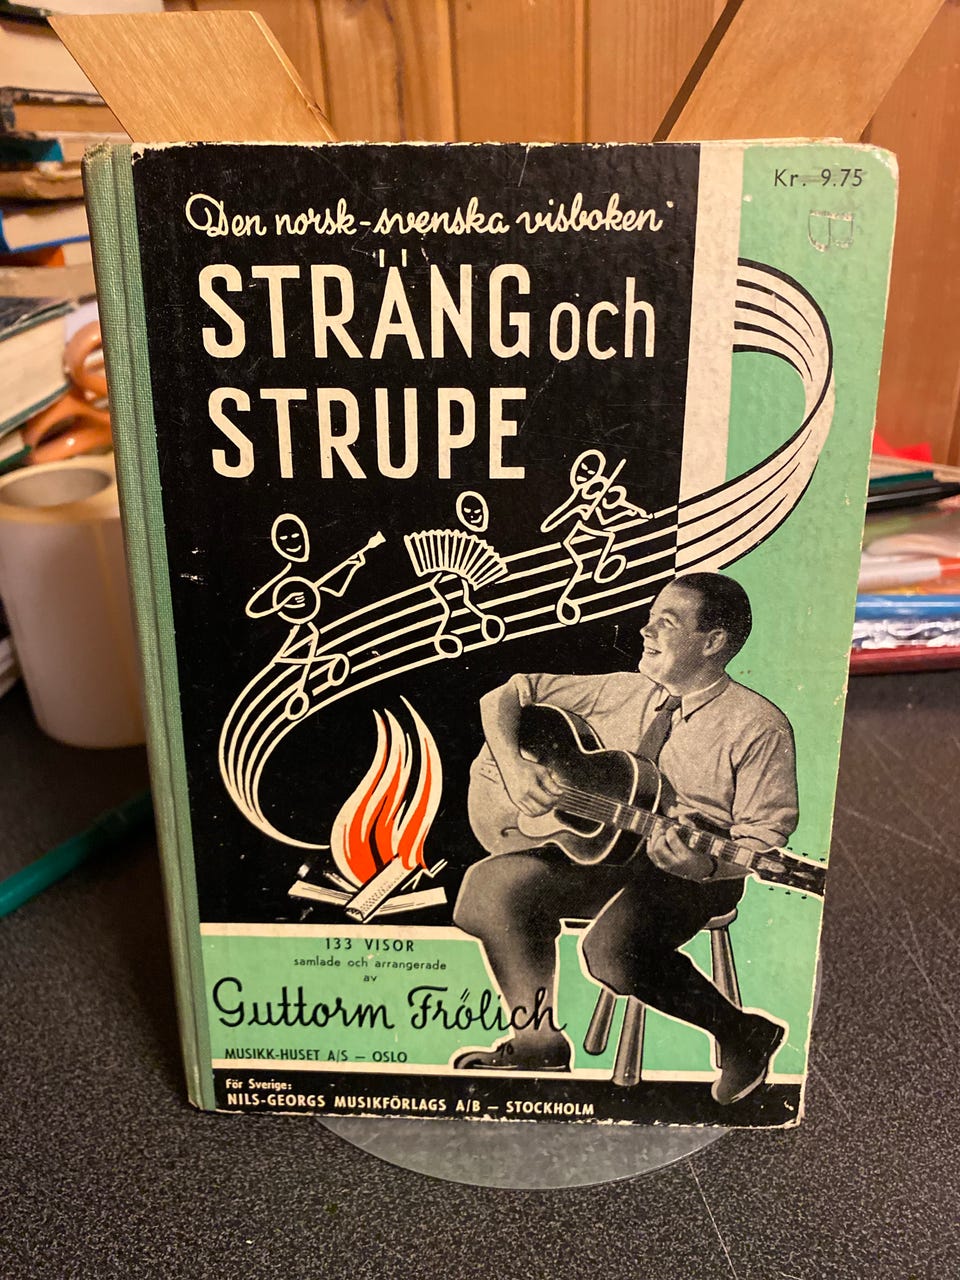 Kr. 9.75
Den norsk-svenska visboken
STRÄNG och
STRUPE
133 VISOR
samlade och arrangerade
av
Guttorm Frölich
MUSIKK-HUSET A/S — OSLO
För Sverige:
NILS-GEORGS MUSIKFÖRLAGS A/B — STOCKHOLM